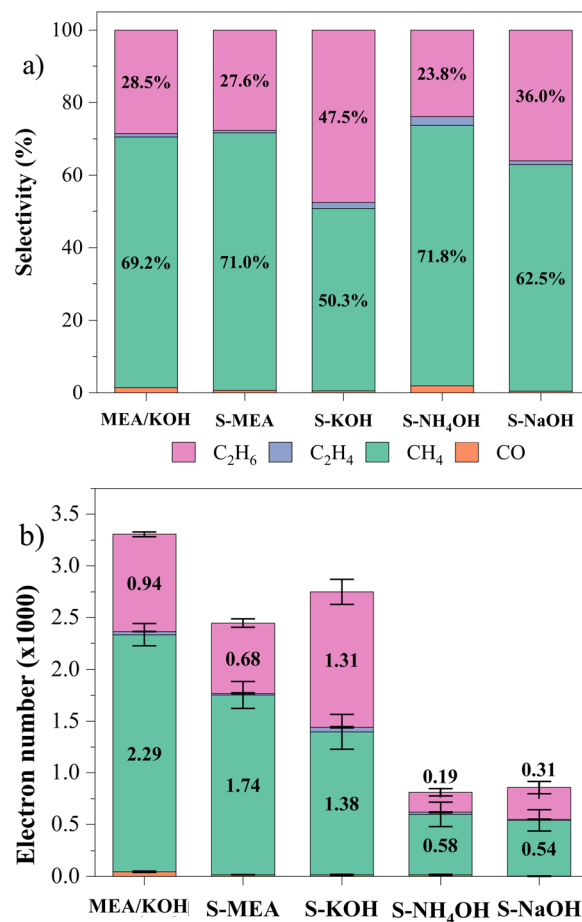 a)
Selectivity (%)
100
80
60
40
20
0
28.5%
27.6%
47.5%
23.8%
36.0%
69.2%
71.0%
50.3%
71.8%
62.5%
MEA/KOH
S-MEA
S-KOH
S-NH₄OH
S-NaOH
C₂H₆
C₂H₄
CH₄
CO
b)
Electron number (x1000)
3.5
3.0
2.5
2.0
1.5
1.0
0.5
0.0
0.94
0.68
1.31
0.19
0.31
2.29
1.74
1.38
0.58
0.54
MEA/KOH
S-MEA
S-KOH
S-NH₄OH
S-NaOH